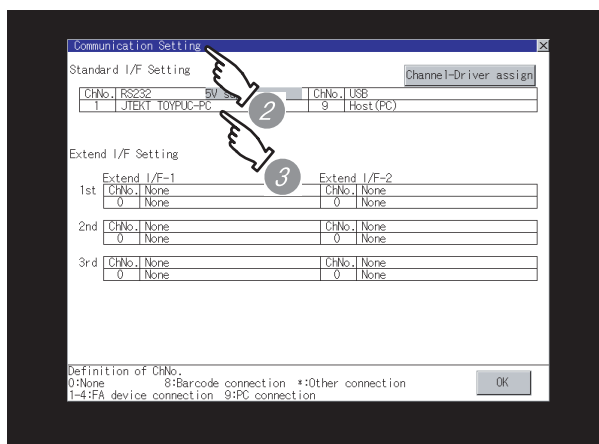 Communication Setting
Standard I/F Setting
Channel-Driver assign
ChNo. RS232 5V ChNo. USB
1 JTEKT TOYPUC-PC 9 Host(PC)
2
Extend I/F Setting
3
Extend I/F-1 Extend I/F-2
1st ChNo. None ChNo. None
0 None 0 None
2nd ChNo. None ChNo. None
0 None 0 None
3rd ChNo. None ChNo. None
0 None 0 None
Definition of ChNo.
0:None 8:Barcode connection *:Other connection
1-4:FA device connection 9:PC connection
OK